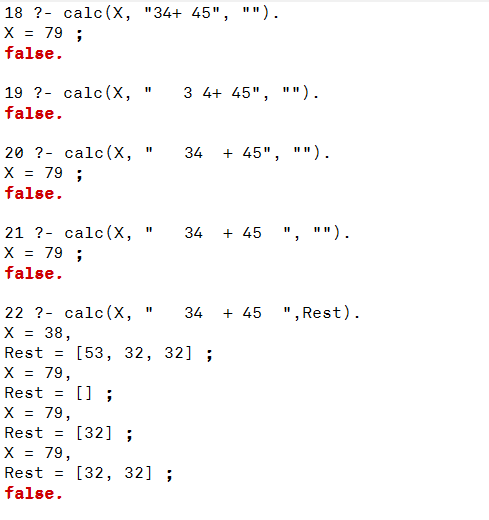 18 ?- calc(X, "34+ 45", "").
X = 79 ;
false.

19 ?- calc(X, "   3 4+ 45", "").
false.

20 ?- calc(X, "   34  + 45", "").
X = 79 ;
false.

21 ?- calc(X, "   34  + 45  ", "").
X = 79 ;
false.

22 ?- calc(X, "   34  + 45  ",Rest).
X = 38,
Rest = [53, 32, 32] ;
X = 79,
Rest = [] ;
X = 79,
Rest = [32] ;
X = 79,
Rest = [32, 32] ;
false.